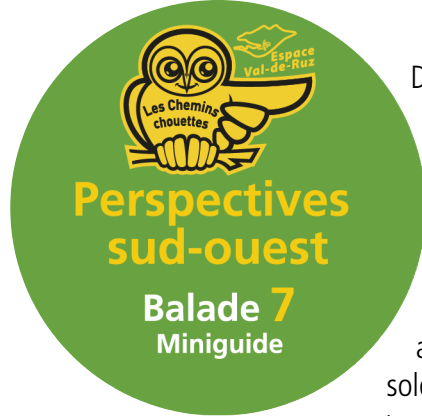 Espace
Val-de-Ruz
Les Chemins
chouettes
Perspectives
sud-ouest
Balade 7
Miniguide